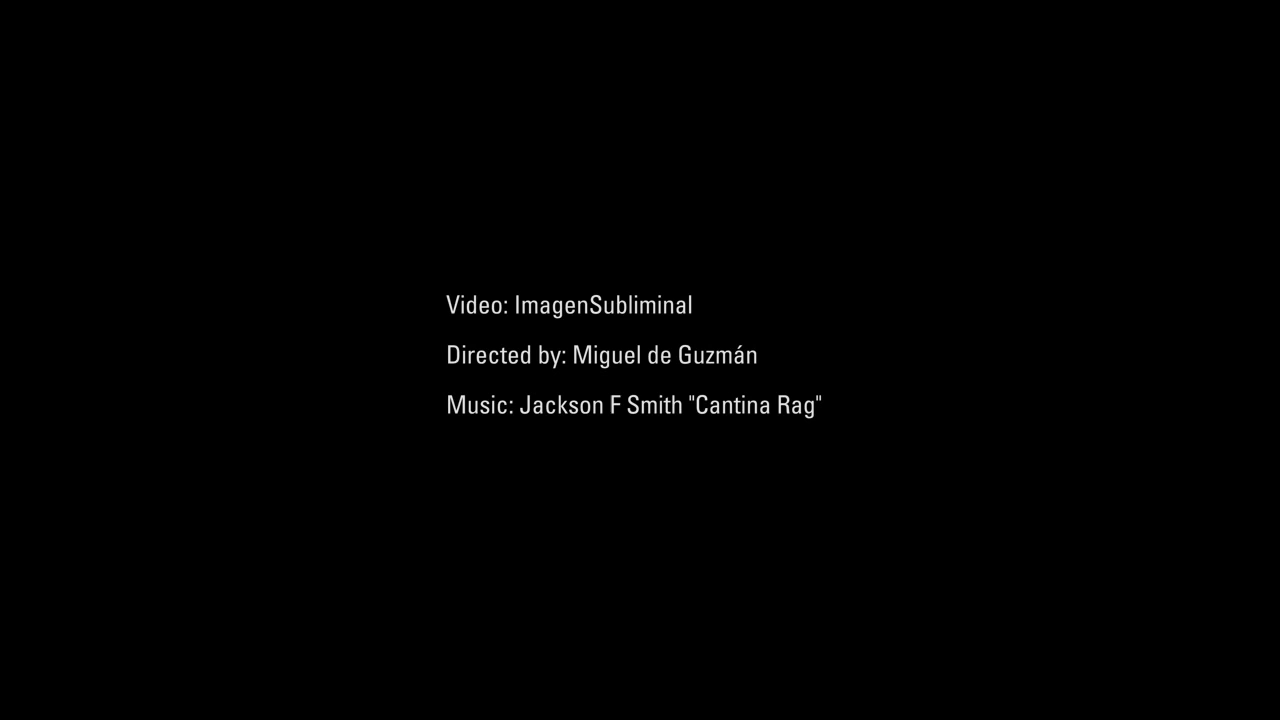 Video: ImagenSubliminal
Directed by: Miguel de Guzmán
Music: Jackson F Smith "Cantina Rag"